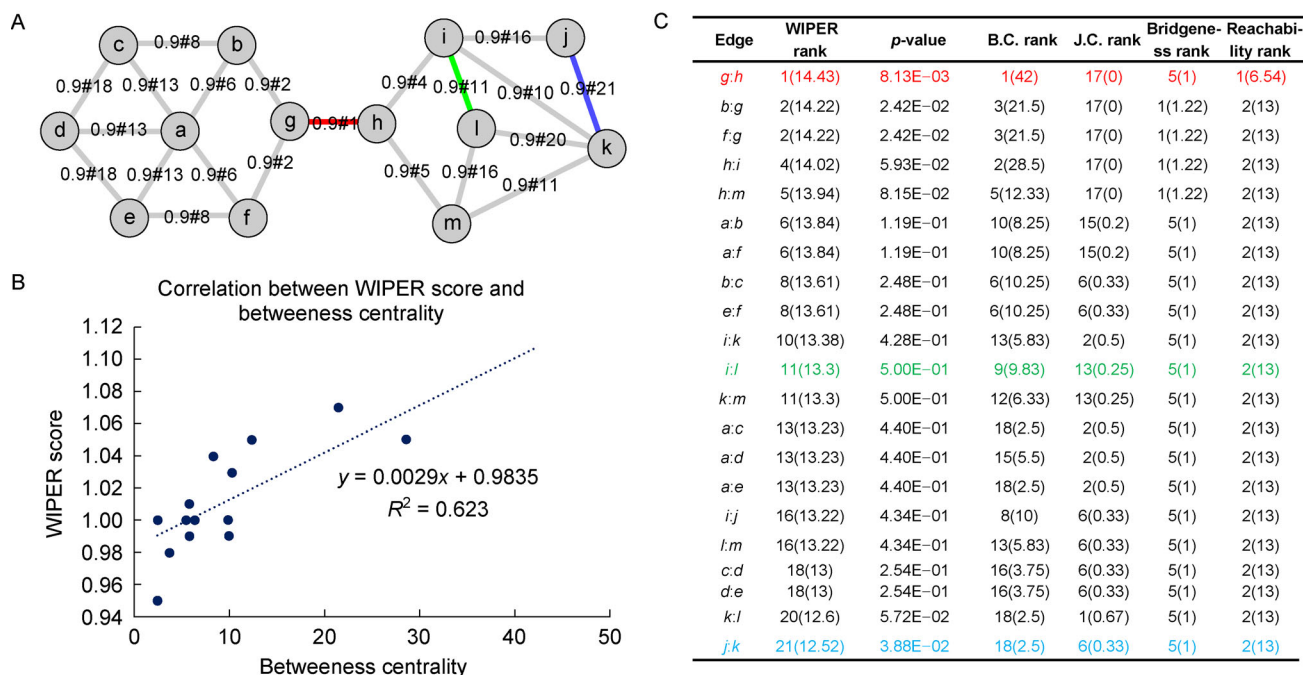 A
c
0.9#8
b
0.9#18
0.9#13
0.9#6
0.9#2
d
0.9#13
a
g
0.9#1
h
0.9#18
0.9#13
0.9#6
0.9#2
e
0.9#8
f
i
0.9#16
j
0.9#4
0.9#11
0.9#10
0.9#21
l
0.9#20
k
0.9#5
0.9#16
0.9#11
m
B
Correlation between WIPER score and
betweeness centrality
WIPER score
1.12
1.10
1.08
1.06
1.04
1.02
1.00
0.98
0.96
0.94
y = 0.0029x + 0.9835
R² = 0.623
0 10 20 30 40 50
Betweeness centrality
C
Edge WIPER rank p-value B.C. rank J.C. rank Bridgene-ss rank Reachabi-lity rank
g:h 1(14.43) 8.13E−03 1(42) 17(0) 5(1) 1(6.54)
b:g 2(14.22) 2.42E−02 3(21.5) 17(0) 1(1.22) 2(13)
f:g 2(14.22) 2.42E−02 3(21.5) 17(0) 1(1.22) 2(13)
h:i 4(14.02) 5.93E−02 2(28.5) 17(0) 1(1.22) 2(13)
h:m 5(13.94) 8.15E−02 5(12.33) 17(0) 1(1.22) 2(13)
a:b 6(13.84) 1.19E−01 10(8.25) 15(0.2) 5(1) 2(13)
a:f 6(13.84) 1.19E−01 10(8.25) 15(0.2) 5(1) 2(13)
b:c 8(13.61) 2.48E−01 6(10.25) 6(0.33) 5(1) 2(13)
e:f 8(13.61) 2.48E−01 6(10.25) 6(0.33) 5(1) 2(13)
i:k 10(13.38) 4.28E−01 13(5.83) 2(0.5) 5(1) 2(13)
i:l 11(13.3) 5.00E−01 9(9.83) 13(0.25) 5(1) 2(13)
k:m 11(13.3) 5.00E−01 12(6.33) 13(0.25) 5(1) 2(13)
a:c 13(13.23) 4.40E−01 18(2.5) 2(0.5) 5(1) 2(13)
a:d 13(13.23) 4.40E−01 15(5.5) 2(0.5) 5(1) 2(13)
a:e 13(13.23) 4.40E−01 18(2.5) 2(0.5) 5(1) 2(13)
i:j 16(13.22) 4.34E−01 8(10) 6(0.33) 5(1) 2(13)
l:m 16(13.22) 4.34E−01 13(5.83) 6(0.33) 5(1) 2(13)
c:d 18(13) 2.54E−01 16(3.75) 6(0.33) 5(1) 2(13)
d:e 18(13) 2.54E−01 16(3.75) 6(0.33) 5(1) 2(13)
k:l 20(12.6) 5.72E−02 18(2.5) 1(0.67) 5(1) 2(13)
j:k 21(12.52) 3.88E−02 18(2.5) 6(0.33) 5(1) 2(13)